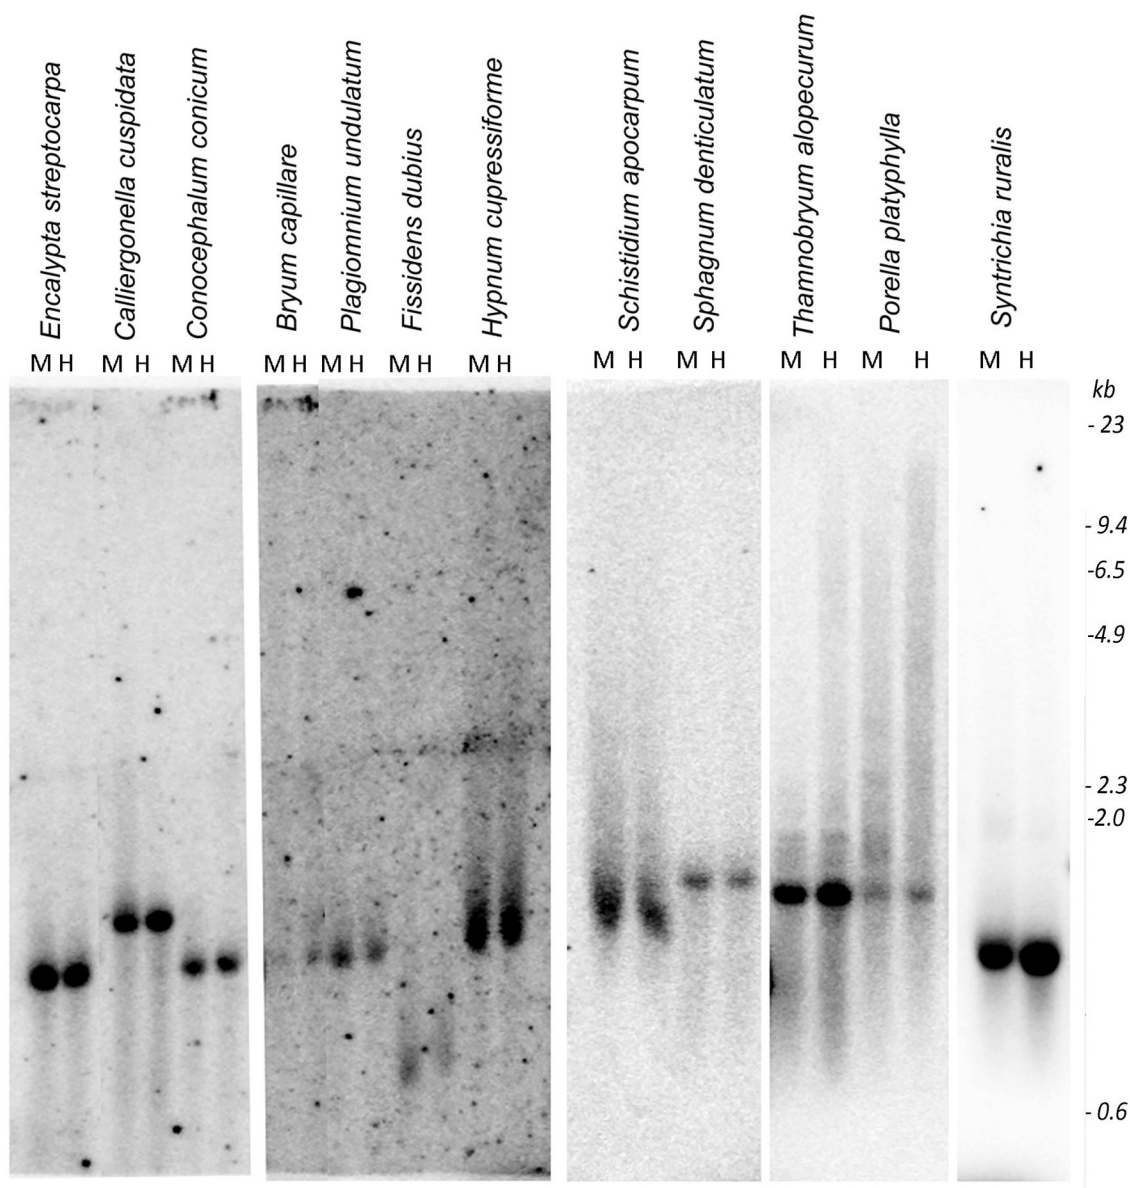 Encalypta streptocarpa
Calliergonella cuspidata
Conocephalum conicum
Bryum capillare
Plagiomnium undulatum
Fissidens dubius
Hypnum cupressiforme
Schistidium apocarpum
Sphagnum denticulatum
Thamnobryum alopecurum
Porella platyphylla
Syntrichia ruralis
M H M H M H M H M H M H M H M H M H M H M H M H
kb
- 23
- 9.4
-6.5
-4.9
- 2.3
-2.0
- 0.6